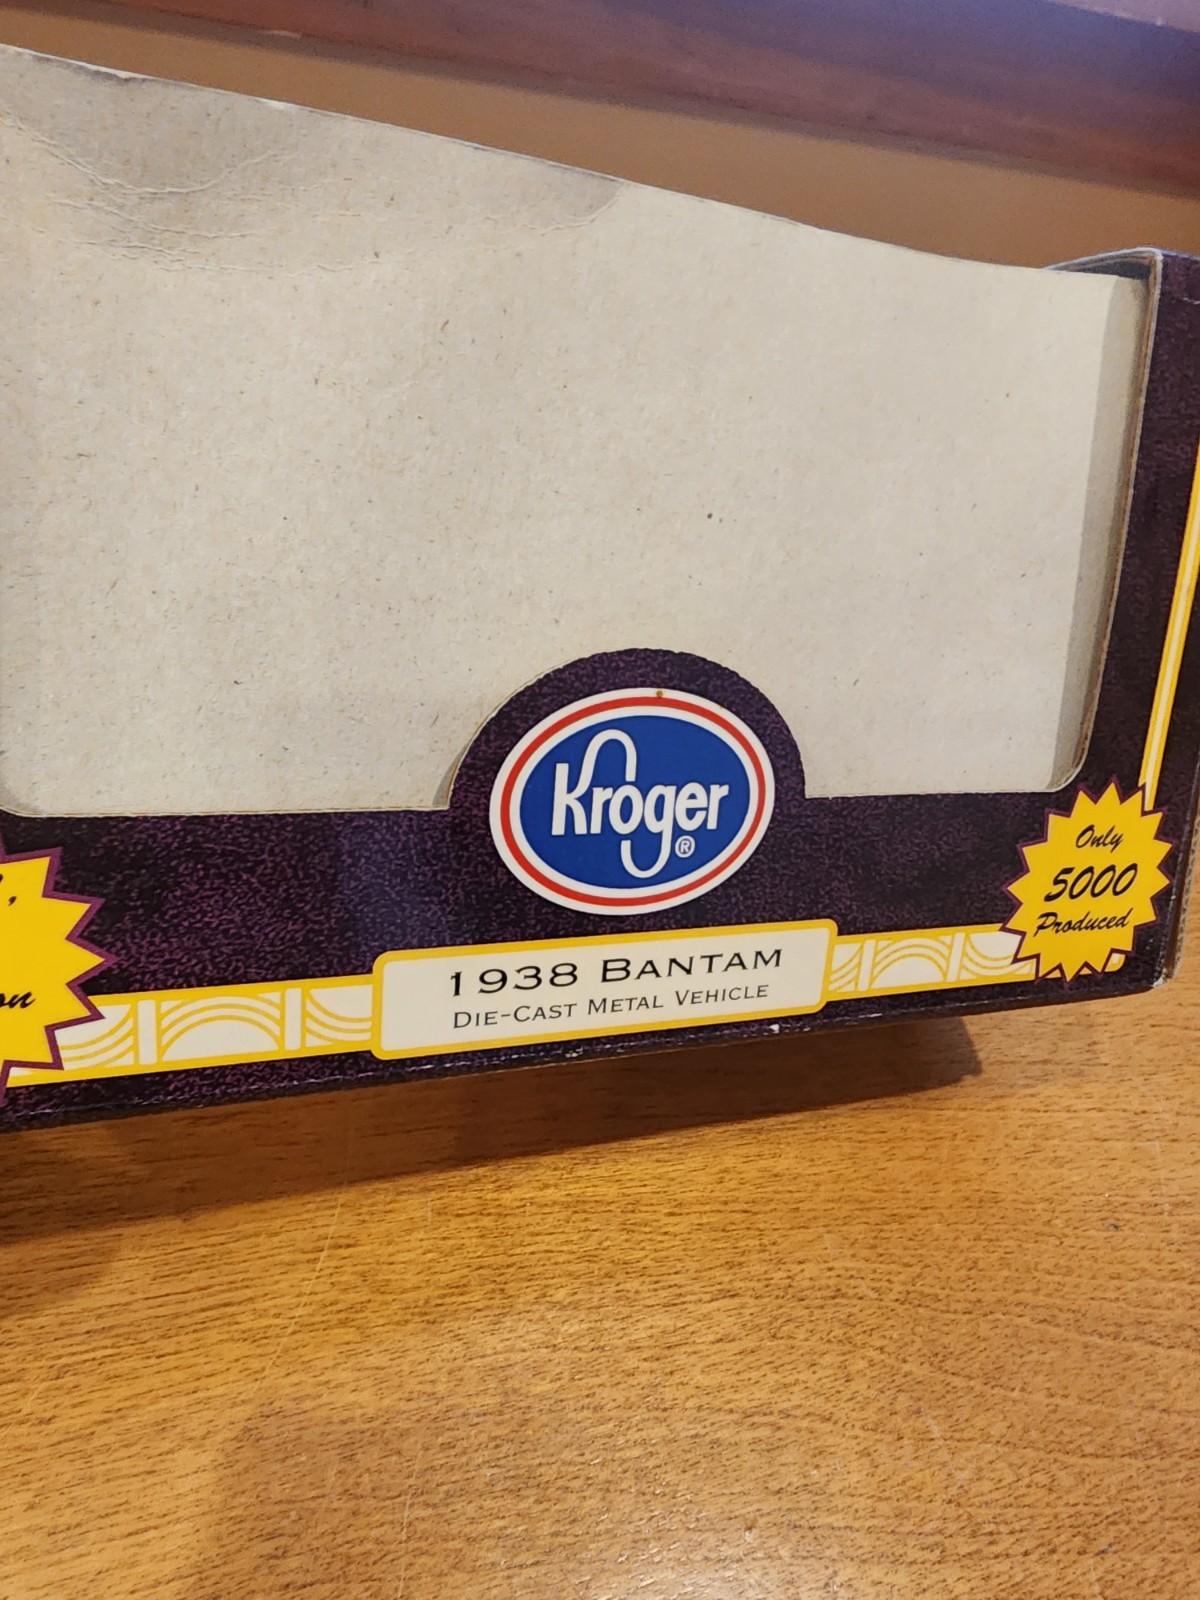 Kroger®
1938 BANTAM
DIE-CAST METAL VEHICLE
Only
5000
Produced